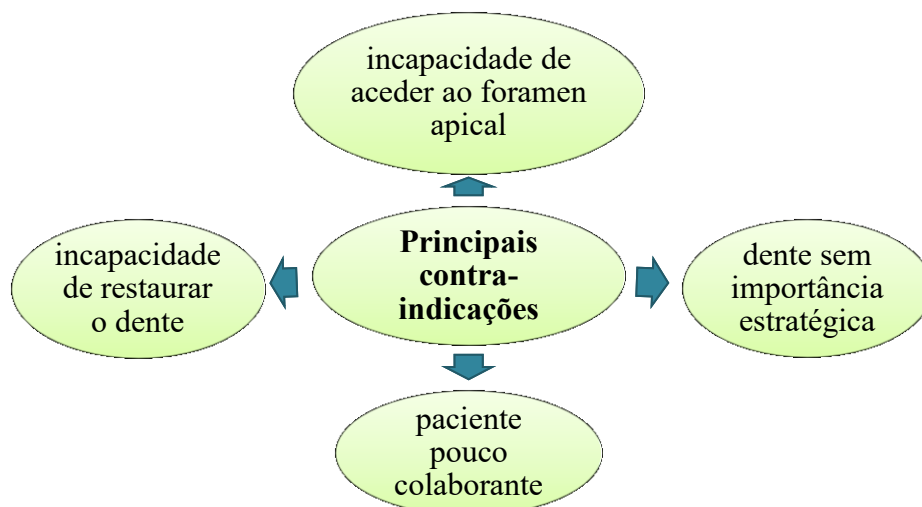 incapacidade de
aceder ao foramen
apical
incapacidade
de restaurar
o dente
Principais
contra-
indicações
dente sem
importância
estratégica
paciente
pouco
colaborante